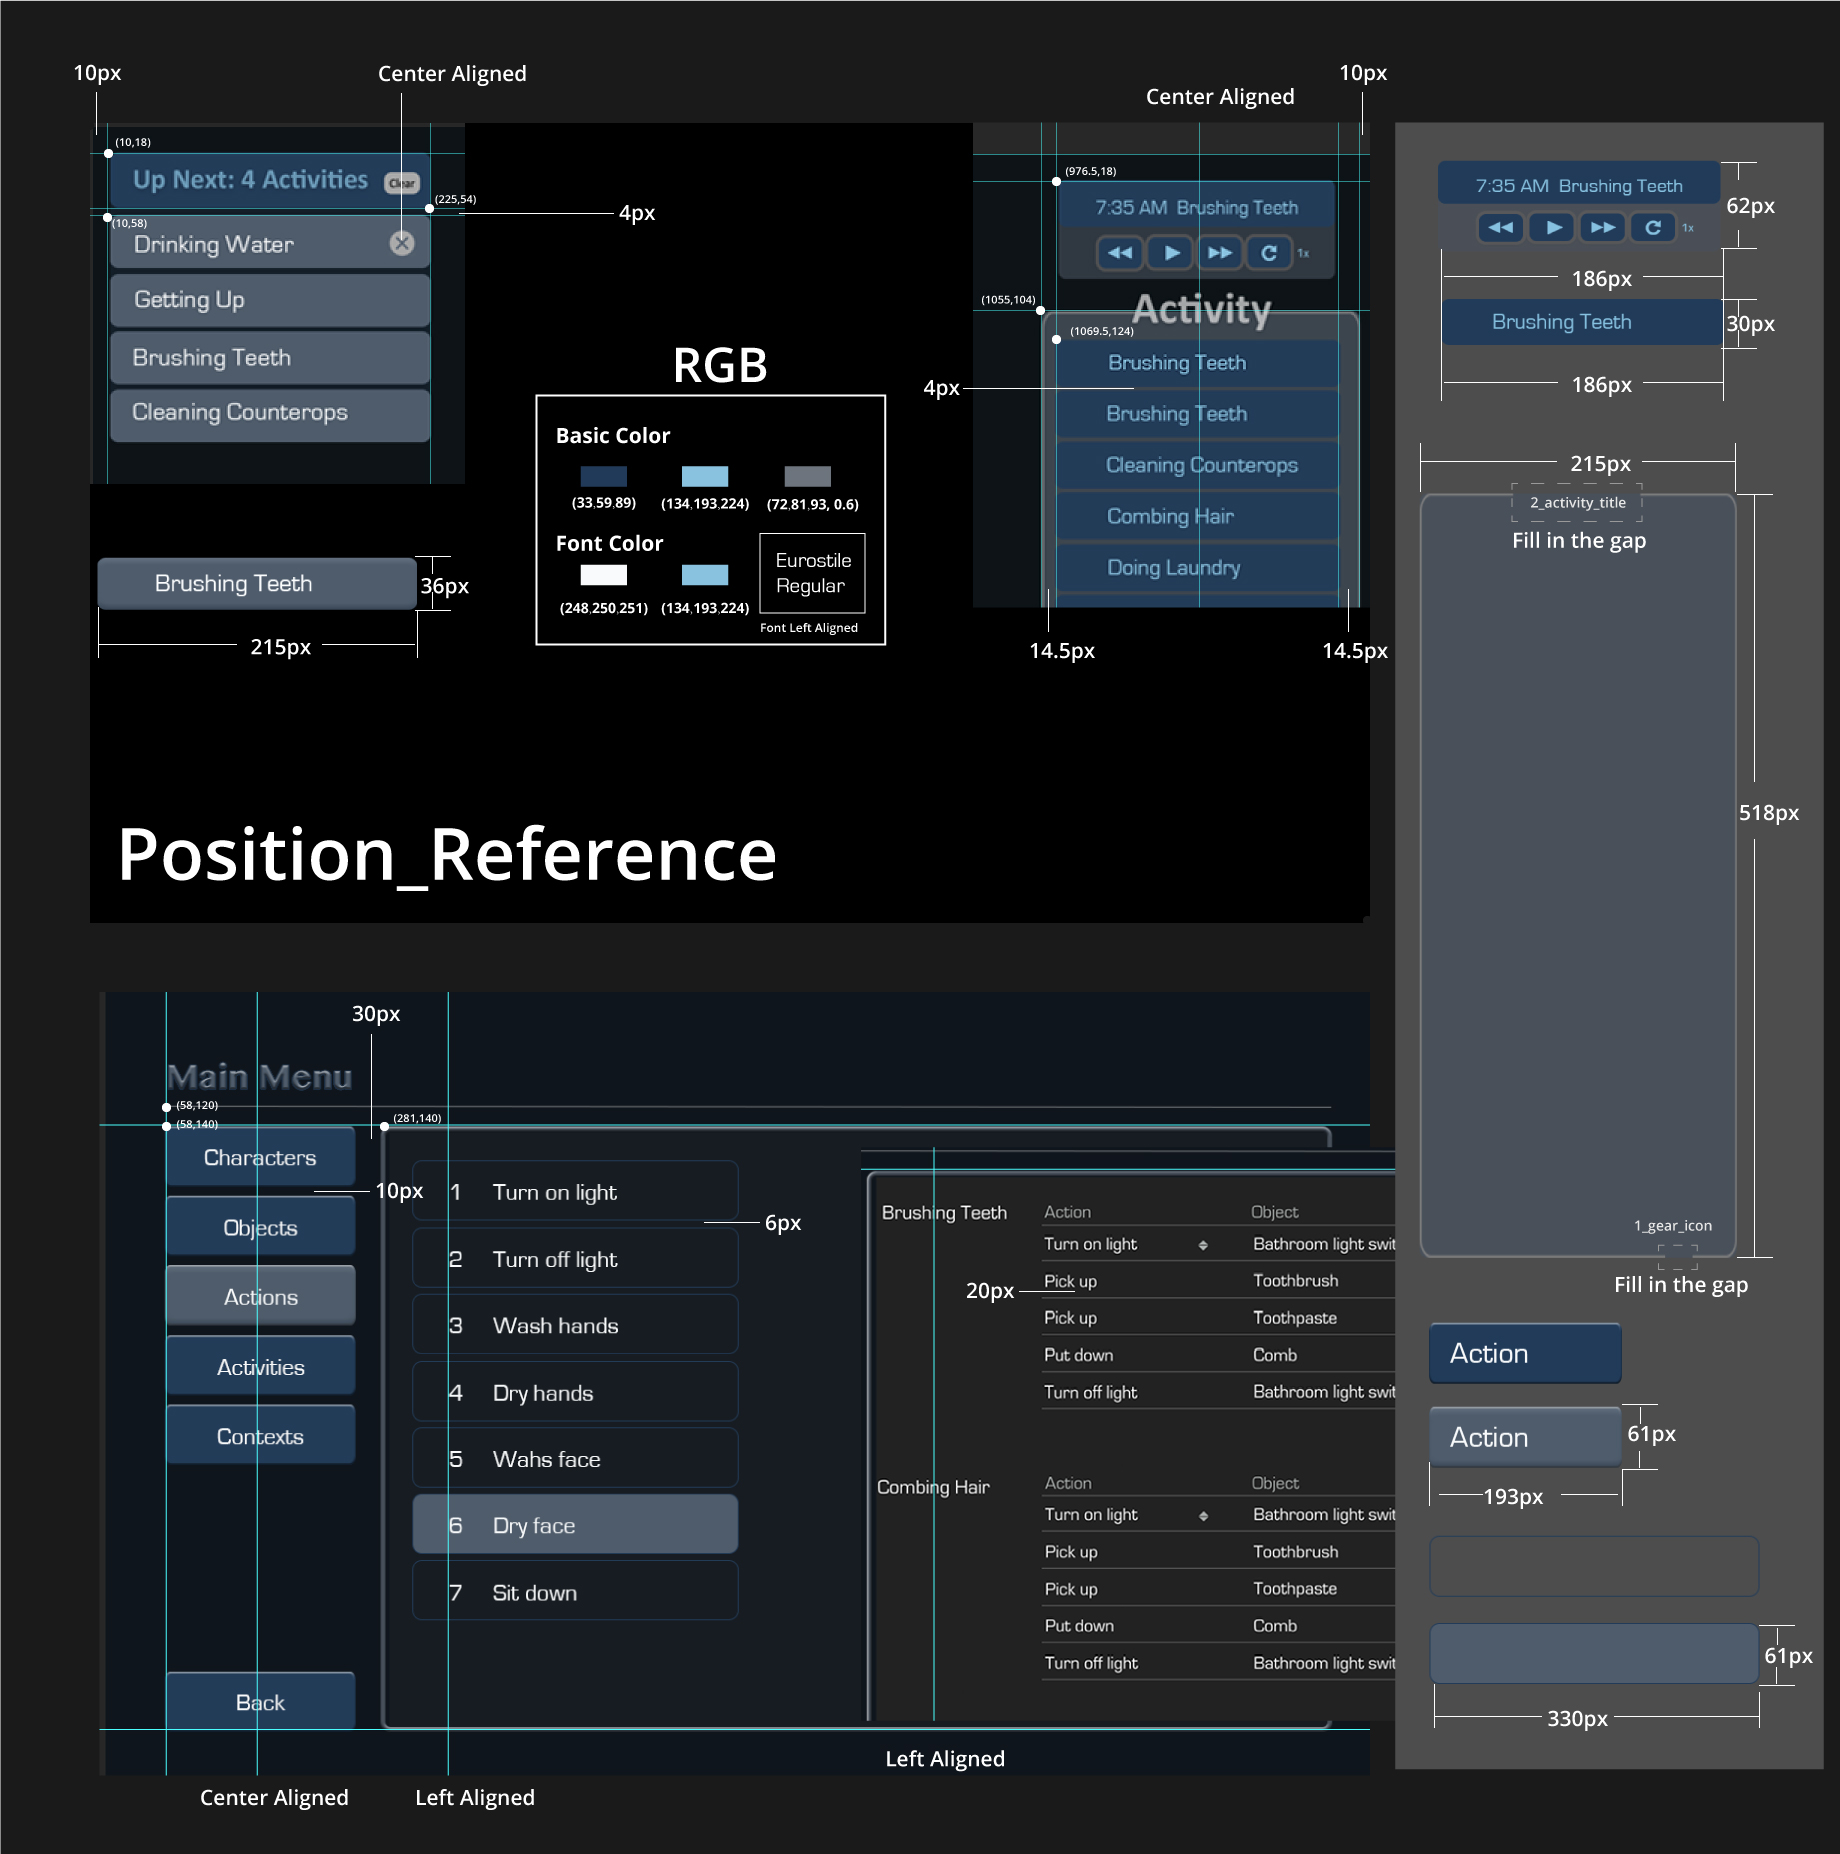 10px
Center Aligned
(10,18)
Up Next: 4 Activities
Clear
(225,54)
4px
(10,58)
Drinking Water
Getting Up
Brushing Teeth
Cleaning Counterops
Brushing Teeth
36px
215px
RGB
Basic Color
(33,59,89)
(134,193,224)
(72,81,93, 0.6)
Font Color
Eurostile
Regular
(248,250,251)
(134,193,224)
Font Left Aligned
10px
Center Aligned
(976.5,18)
7:35 AM Brushing Teeth
1x
(1055,104)
Activity
(1069.5,124)
Brushing Teeth
4px
Brushing Teeth
Cleaning Counterops
Combing Hair
Doing Laundry
14.5px
14.5px
Position_Reference
7:35 AM Brushing Teeth
62px
1x
186px
Brushing Teeth
30px
186px
215px
2_activity_title
Fill in the gap
518px
1_gear_icon
Fill in the gap
Action
Action
61px
193px
61px
330px
30px
Main Menu
(58,120)
(58,140)
(281,140)
Characters
10px
Objects
Actions
Activities
Contexts
Back
1 Turn on light
6px
2 Turn off light
3 Wash hands
4 Dry hands
5 Wahs face
6 Dry face
7 Sit down
Brushing Teeth
Action Object
Turn on light Bathroom light swit
20px
Pick up Toothbrush
Pick up Toothpaste
Put down Comb
Turn off light Bathroom light swit
Combing Hair
Action Object
Turn on light Bathroom light swit
Pick up Toothbrush
Pick up Toothpaste
Put down Comb
Turn off light Bathroom light swit
Left Aligned
Center Aligned
Left Aligned